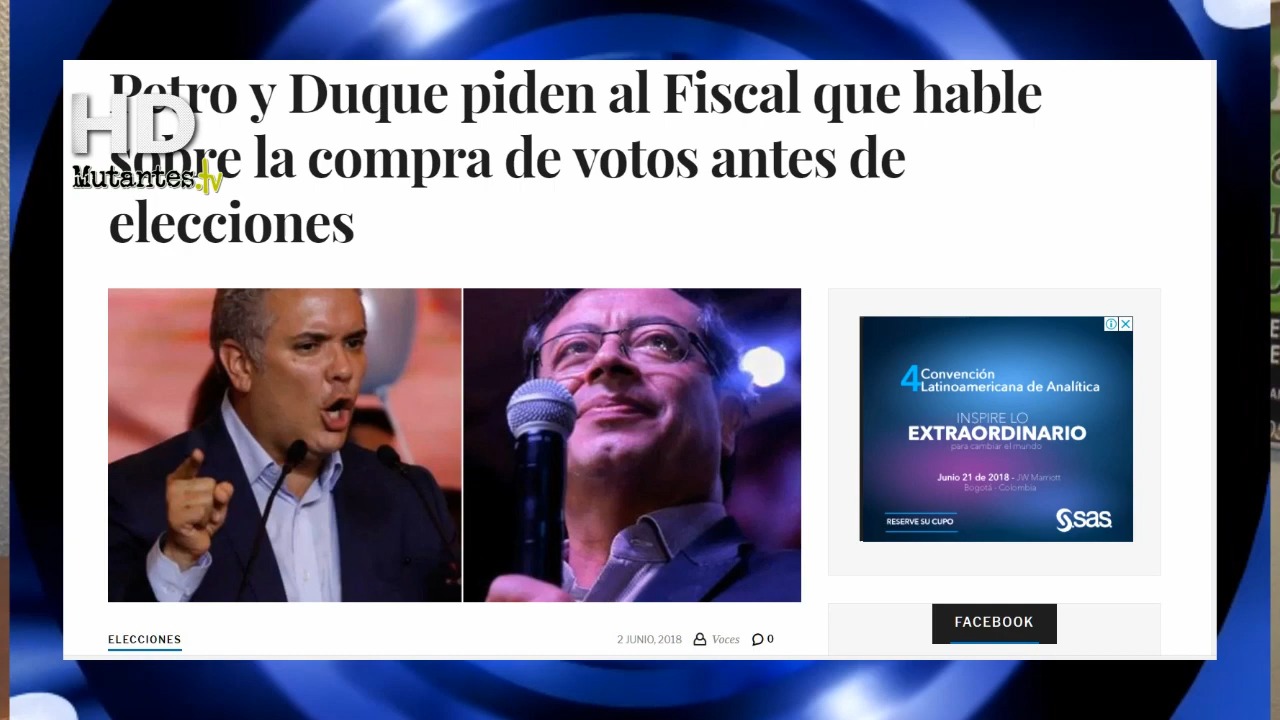 Petro y Duque piden al Fiscal que hable
sobre la compra de votos antes de
elecciones
HD
Mutantes.tv
4 Convención
Latinoamericana de Analítica
INSPIRE LO
EXTRAORDINARIO
para cambiar el mundo
Junio 21 de 2018 - JW Marriott
Bogotá - Colombia
RESERVE SU CUPO
sas
ELECCIONES
2 JUNIO, 2018
Voces
0
FACEBOOK